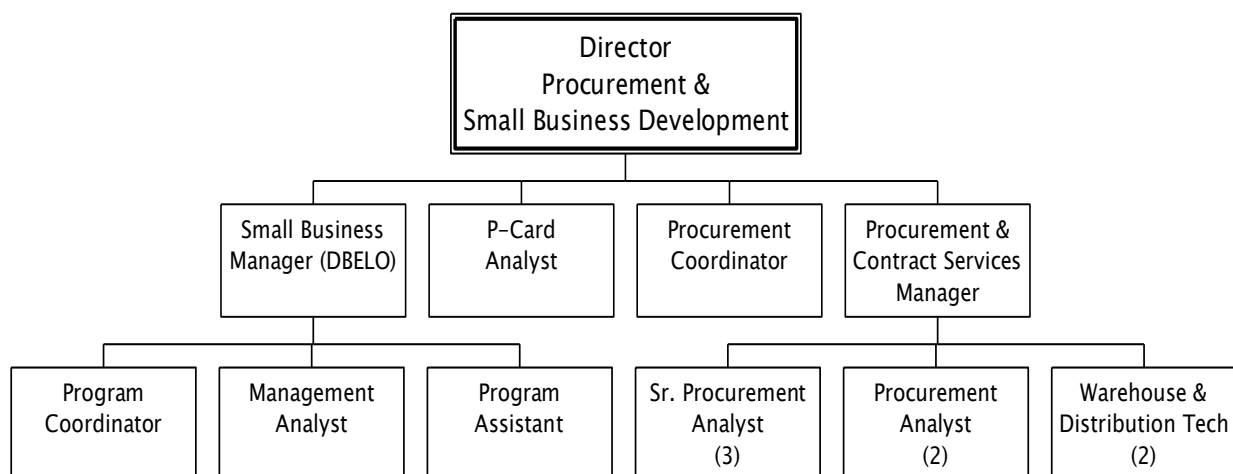 Director
Procurement &
Small Business Development
Small Business
Manager (DBELO)
P-Card
Analyst
Procurement
Coordinator
Procurement &
Contract Services
Manager
Program
Coordinator
Management
Analyst
Program
Assistant
Sr. Procurement
Analyst
(3)
Procurement
Analyst
(2)
Warehouse &
Distribution Tech
(2)